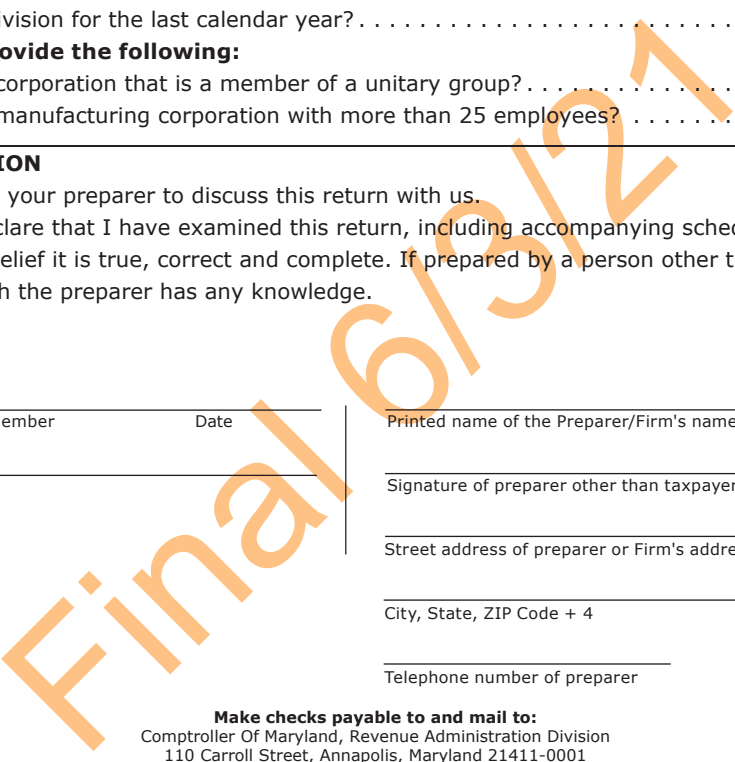 ivision for the last calendar year? . . . . . . . . . . . . . . . . . . . . . . . . . .
ovide the following:
corporation that is a member of a unitary group? . . . . . . . . . . . . . .
manufacturing corporation with more than 25 employees? . . . . . . .
ION
your preparer to discuss this return with us.
clare that I have examined this return, including accompanying sched
elief it is true, correct and complete. If prepared by a person other t
h the preparer has any knowledge.
ember Date
Printed name of the Preparer/Firm's name
Signature of preparer other than taxpayer
Street address of preparer or Firm's addre
City, State, ZIP Code + 4
Telephone number of preparer
Make checks payable to and mail to:
Comptroller Of Maryland, Revenue Administration Division
110 Carroll Street, Annapolis, Maryland 21411-0001
Final 6/3/21